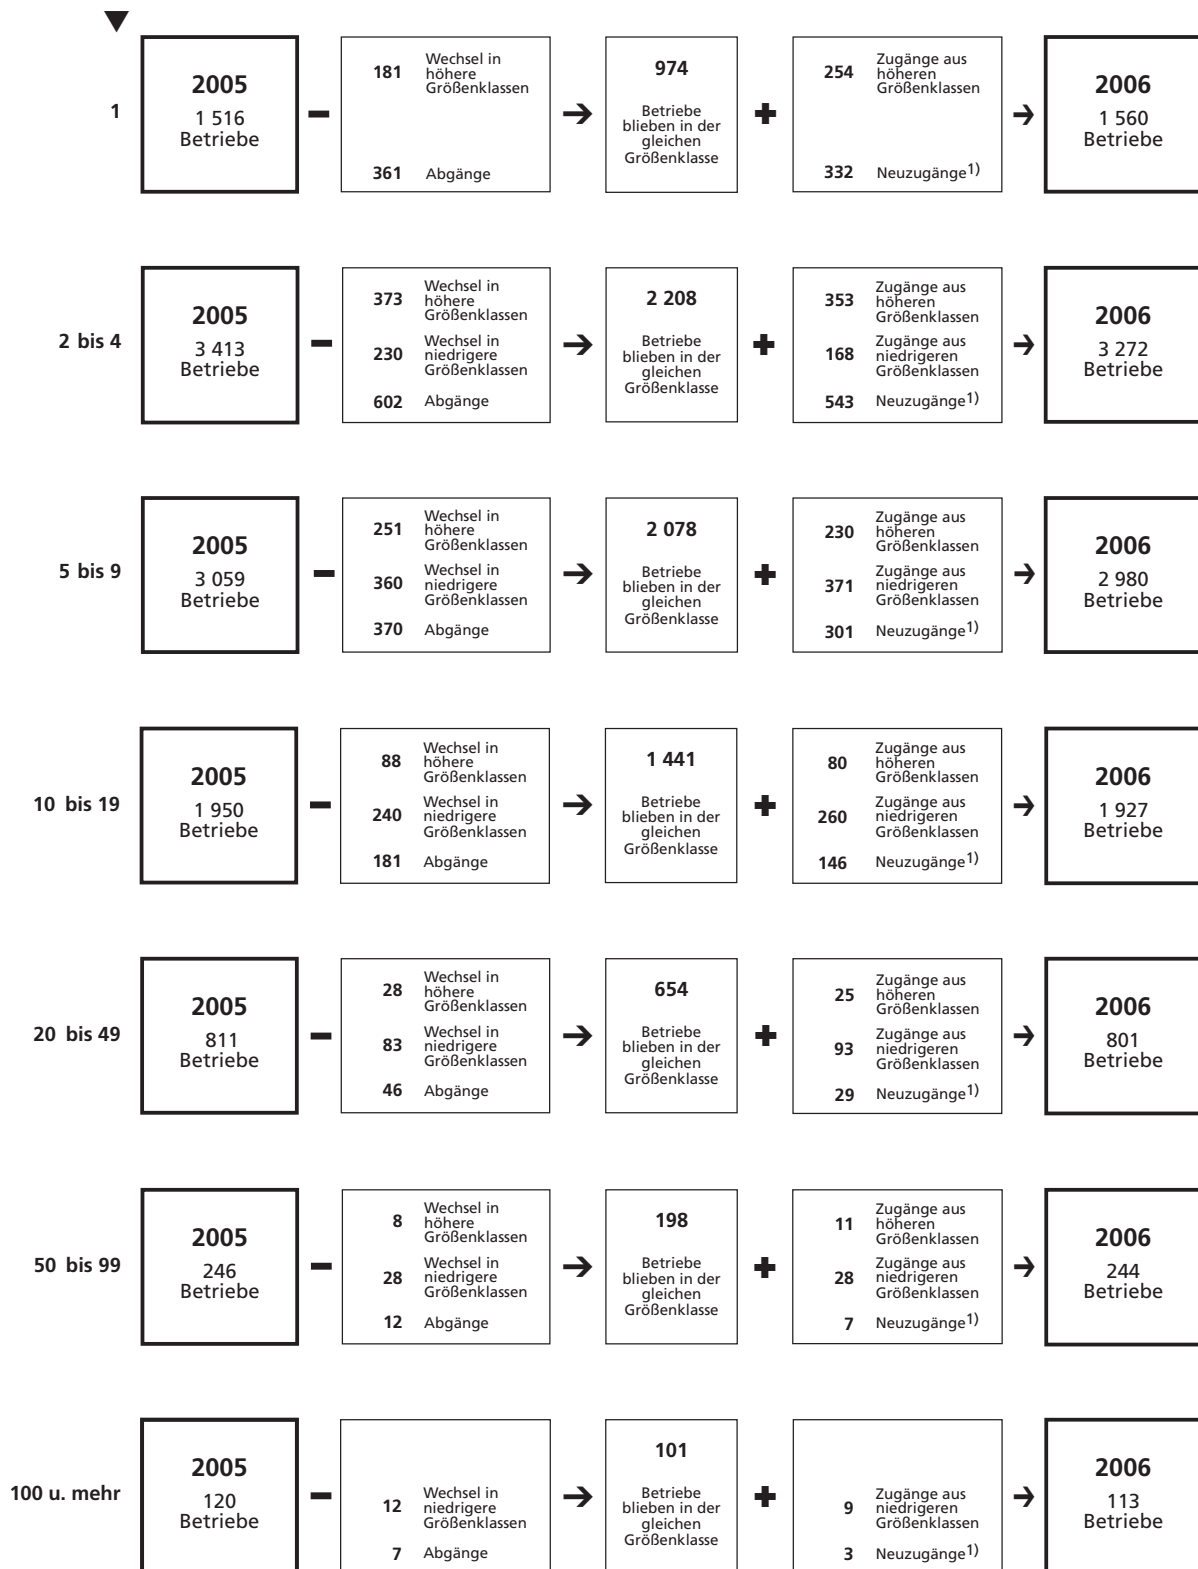 1
2005
1 516
Betriebe
181 Wechsel in
höhere
Größenklassen
361 Abgänge
974
Betriebe
blieben in der
gleichen
Größenklasse
254 Zugänge aus
höheren
Größenklassen
332 Neuzugänge1)
2006
1 560
Betriebe
2 bis 4
2005
3 413
Betriebe
373 Wechsel in
höhere
Größenklassen
230 Wechsel in
niedrigere
Größenklassen
602 Abgänge
2 208
Betriebe
blieben in der
gleichen
Größenklasse
353 Zugänge aus
höheren
Größenklassen
168 Zugänge aus
niedrigeren
Größenklassen
543 Neuzugänge1)
2006
3 272
Betriebe
5 bis 9
2005
3 059
Betriebe
251 Wechsel in
höhere
Größenklassen
360 Wechsel in
niedrigere
Größenklassen
370 Abgänge
2 078
Betriebe
blieben in der
gleichen
Größenklasse
230 Zugänge aus
höheren
Größenklassen
371 Zugänge aus
niedrigeren
Größenklassen
301 Neuzugänge1)
2006
2 980
Betriebe
10 bis 19
2005
1 950
Betriebe
88 Wechsel in
höhere
Größenklassen
240 Wechsel in
niedrigere
Größenklassen
181 Abgänge
1 441
Betriebe
blieben in der
gleichen
Größenklasse
80 Zugänge aus
höheren
Größenklassen
260 Zugänge aus
niedrigeren
Größenklassen
146 Neuzugänge1)
2006
1 927
Betriebe
20 bis 49
2005
811
Betriebe
28 Wechsel in
höhere
Größenklassen
83 Wechsel in
niedrigere
Größenklassen
46 Abgänge
654
Betriebe
blieben in der
gleichen
Größenklasse
25 Zugänge aus
höheren
Größenklassen
93 Zugänge aus
niedrigeren
Größenklassen
29 Neuzugänge1)
2006
801
Betriebe
50 bis 99
2005
246
Betriebe
8 Wechsel in
höhere
Größenklassen
28 Wechsel in
niedrigere
Größenklassen
12 Abgänge
198
Betriebe
blieben in der
gleichen
Größenklasse
11 Zugänge aus
höheren
Größenklassen
28 Zugänge aus
niedrigeren
Größenklassen
7 Neuzugänge1)
2006
244
Betriebe
100 u. mehr
2005
120
Betriebe
12 Wechsel in
niedrigere
Größenklassen
7 Abgänge
101
Betriebe
blieben in der
gleichen
Größenklasse
9 Zugänge aus
niedrigeren
Größenklassen
3 Neuzugänge1)
2006
113
Betriebe